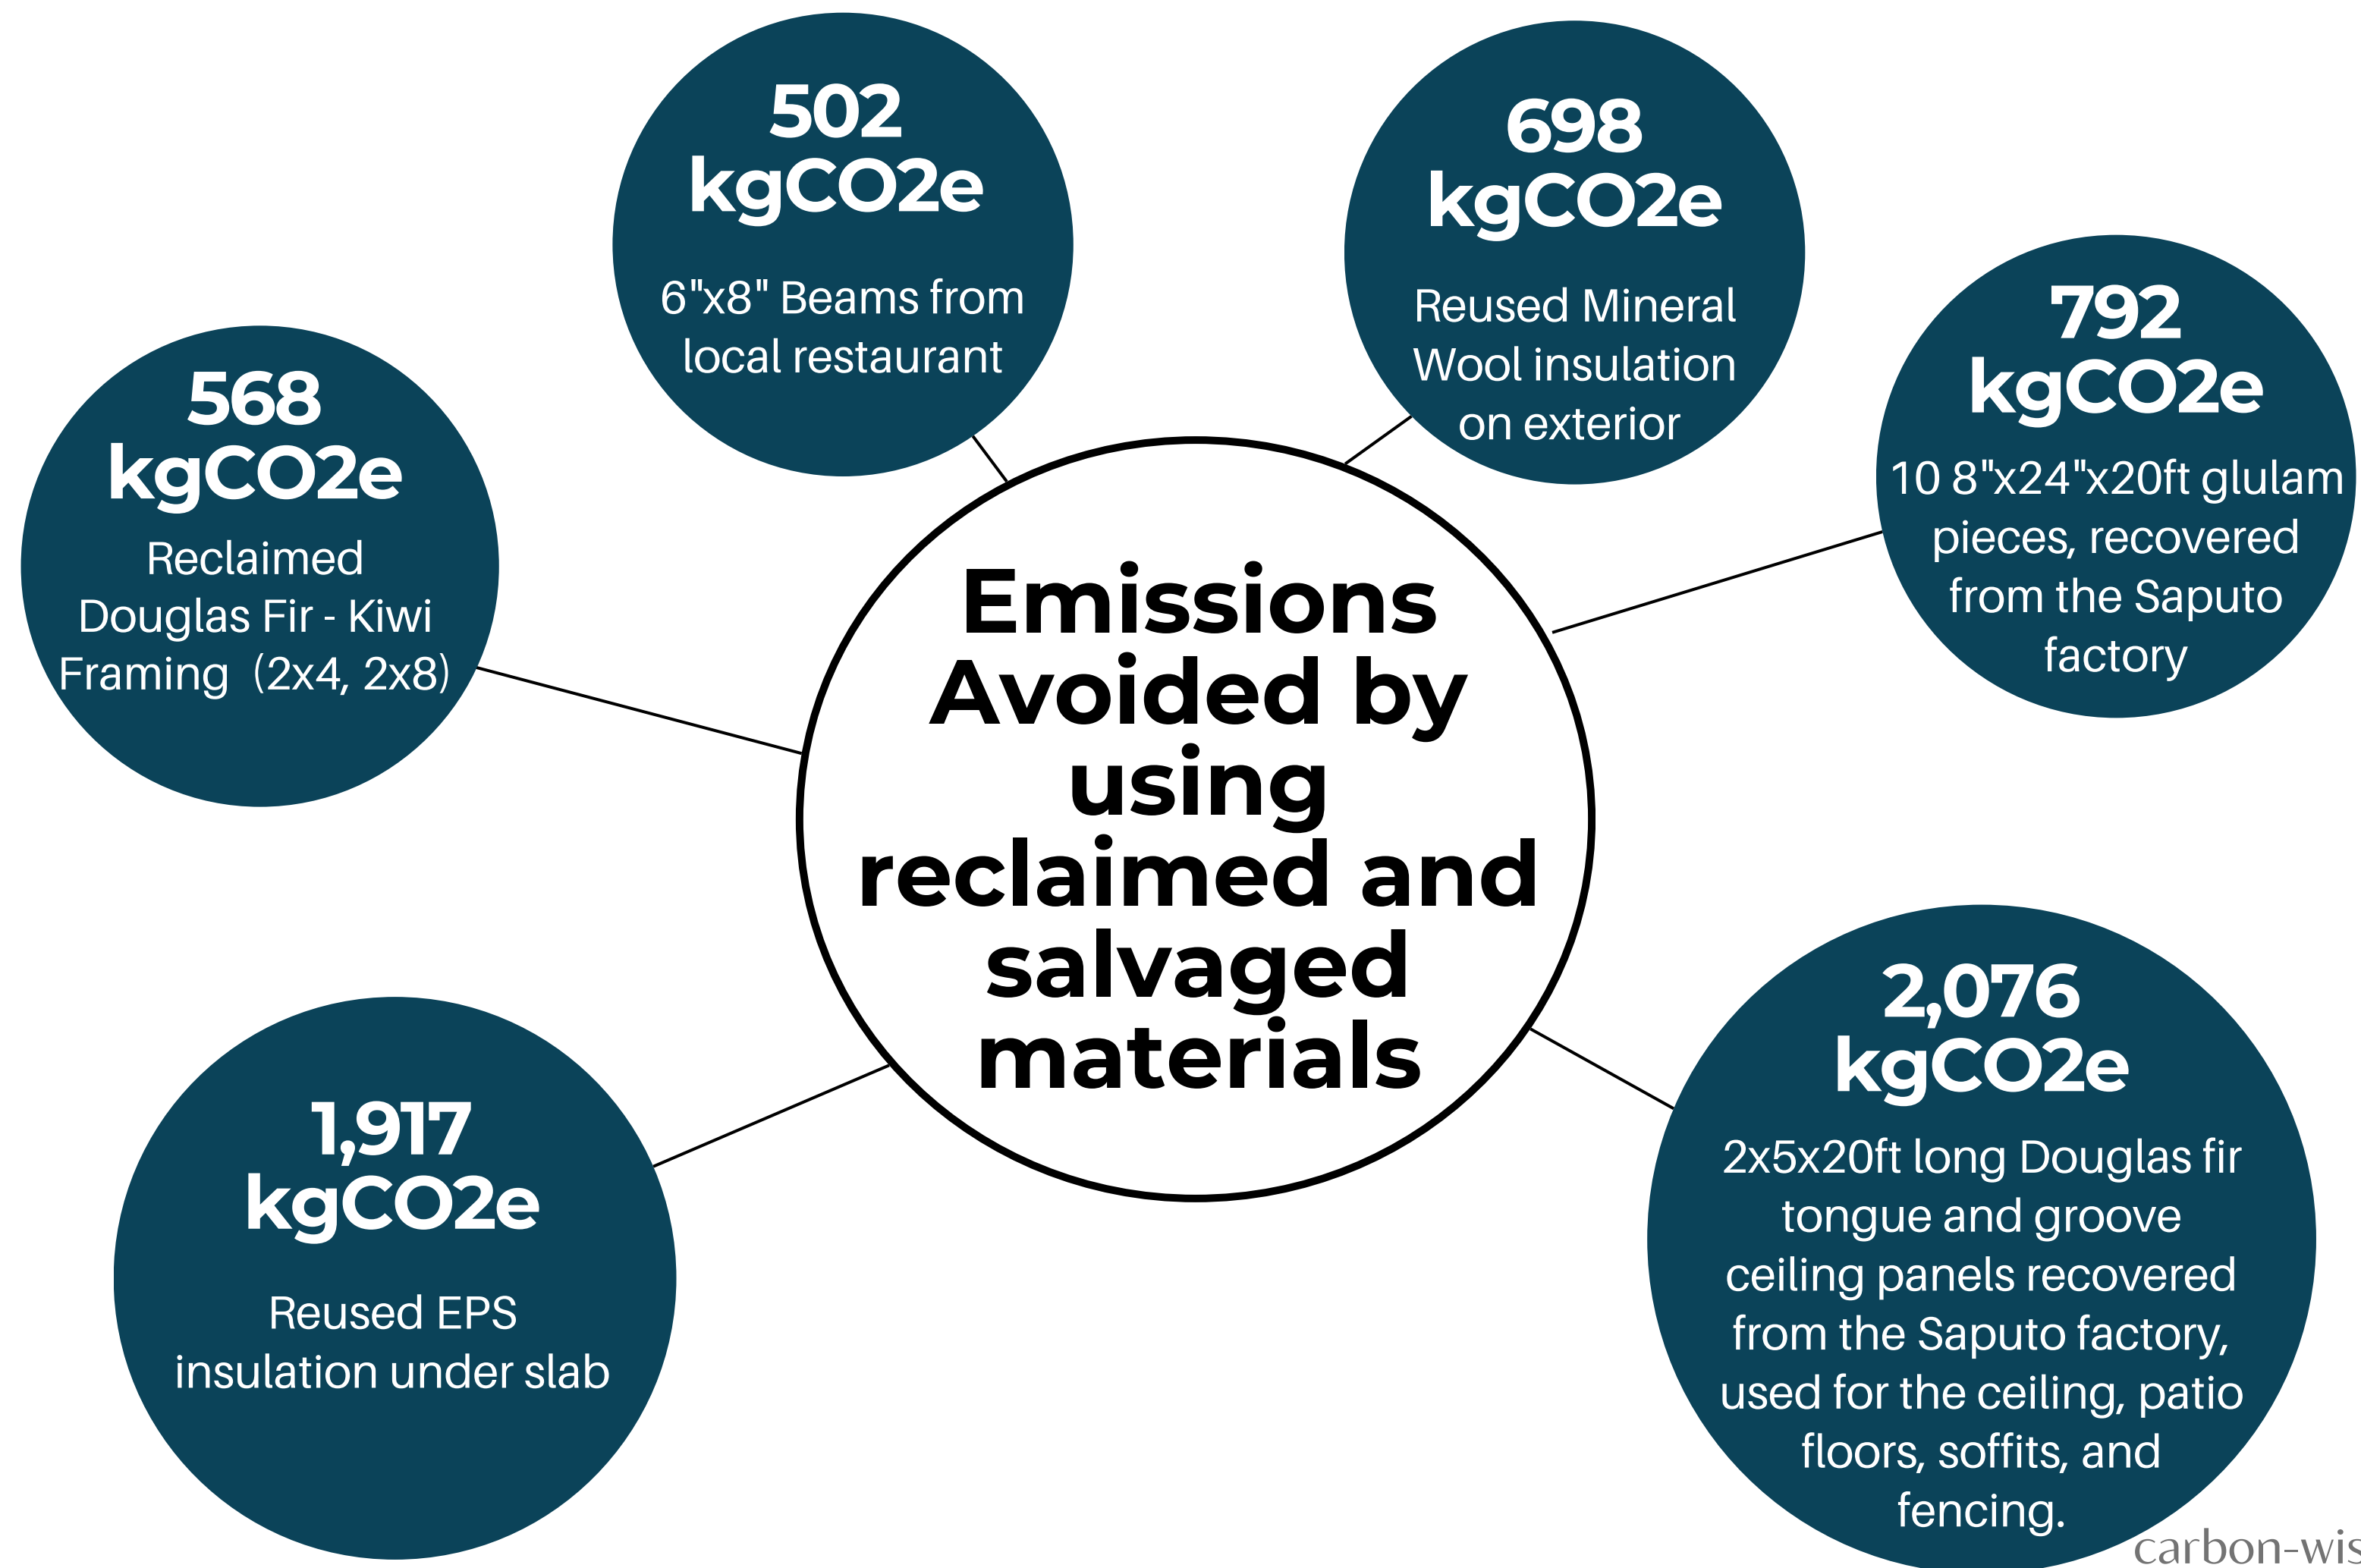 502
kgCO2e
6"x8" Beams from
local restaurant
698
kgCO2e
Reused Mineral
Wool insulation
on exterior
568
kgCO2e
Reclaimed
Douglas Fir - Kiwi
Framing (2x4, 2x8)
792
kgCO2e
10 8"x24"x20ft glulam
pieces, recovered
from the Saputo
factory
Emissions
Avoided by
using
reclaimed and
salvaged
materials
1,917
kgCO2e
Reused EPS
insulation under slab
2,076
kgCO2e
2x5x20ft long Douglas fir
tongue and groove
ceiling panels recovered
from the Saputo factory,
used for the ceiling, patio
floors, soffits, and
fencing.
carbon-wis